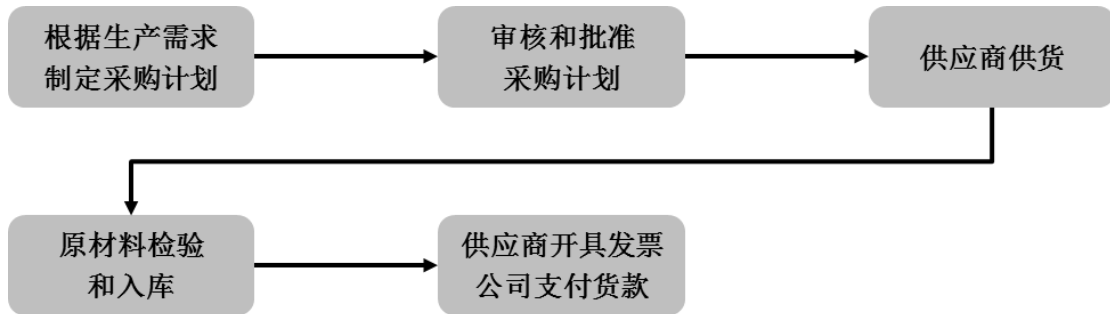 根据生产需求
制定采购计划
审核和批准
采购计划
供应商供货
原材料检验
和入库
供应商开具发票
公司支付货款